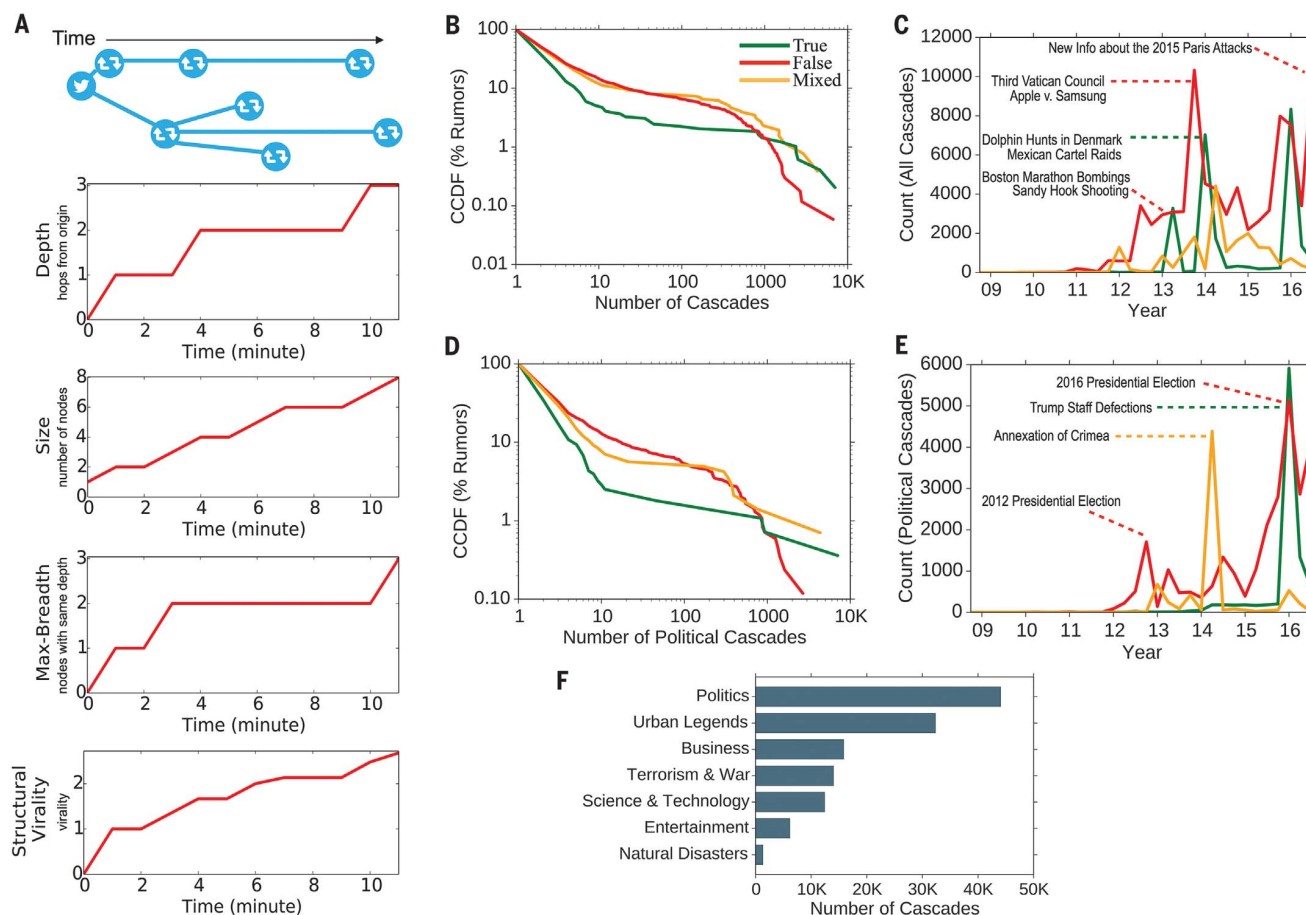 A
Time
3
2
1
0
Depth
hops from origin
0 2 4 6 8 10
Time (minute)
8
6
4
2
0
Size
number of nodes
0 2 4 6 8 10
Time (minute)
3
2
1
0
Max-Breadth
nodes with same depth
0 2 4 6 8 10
Time (minute)
2
1
0
Structural
Virality
virality
0 2 4 6 8 10
Time (minute)
B
100
10
1
0.10
0.01
CCDF (% Rumors)
True
False
Mixed
1 10 100 1000 10K
Number of Cascades
C
12000
10000
8000
6000
4000
2000
0
Count (All Cascades)
New Info about the 2015 Paris Attacks
Third Vatican Council
Apple v. Samsung
Dolphin Hunts in Denmark
Mexican Cartel Raids
Boston Marathon Bombings
Sandy Hook Shooting
09 10 11 12 13 14 15 16
Year
D
100
10
1
0.10
CCDF (% Rumors)
1 10 100 1000 10K
Number of Political Cascades
E
6000
5000
4000
3000
2000
1000
0
Count (Political Cascades)
2016 Presidential Election
Trump Staff Defections
Annexation of Crimea
2012 Presidential Election
09 10 11 12 13 14 15 16
Year
F
Politics
Urban Legends
Business
Terrorism & War
Science & Technology
Entertainment
Natural Disasters
0 10K 20K 30K 40K 50K
Number of Cascades